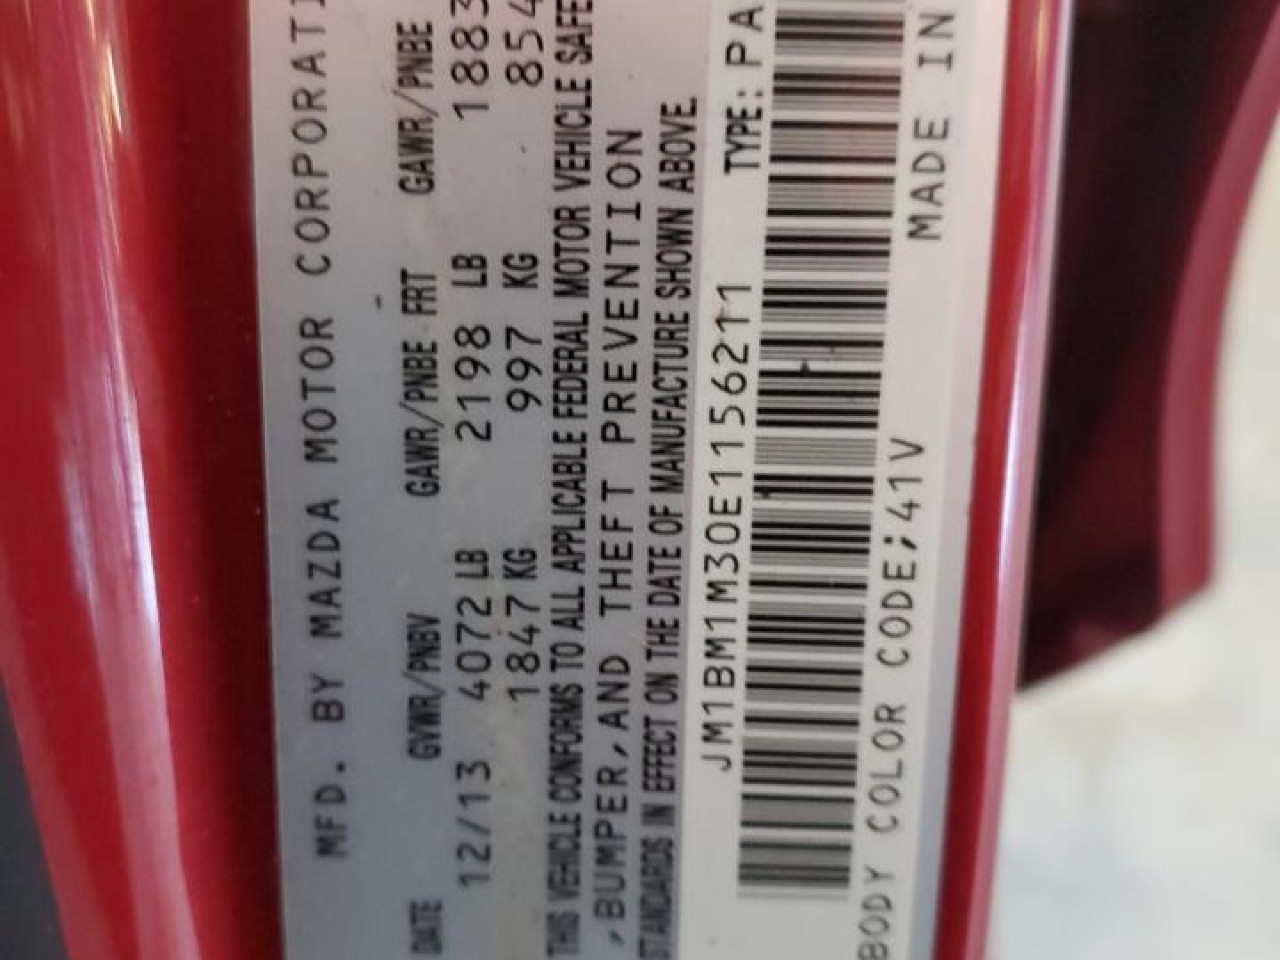 MFD. BY MAZDA MOTOR CORPORATI
DATE GVWR/PNBV GAWR/PNBE FRT GAWR/PNBE
12/13 4072 LB 2198 LB 1883
1847 KG 997 KG 854
THIS VEHICLE CONFORMS TO ALL APPLICABLE FEDERAL MOTOR VEHICLE SAFE
,BUMPER,AND THEFT PREVENTION
STANDARDS IN EFFECT ON THE DATE OF MANUFACTURE SHOWN ABOVE.
JM1BM1M30E1156211 TYPE: PA
BODY COLOR CODE;41V MADE IN